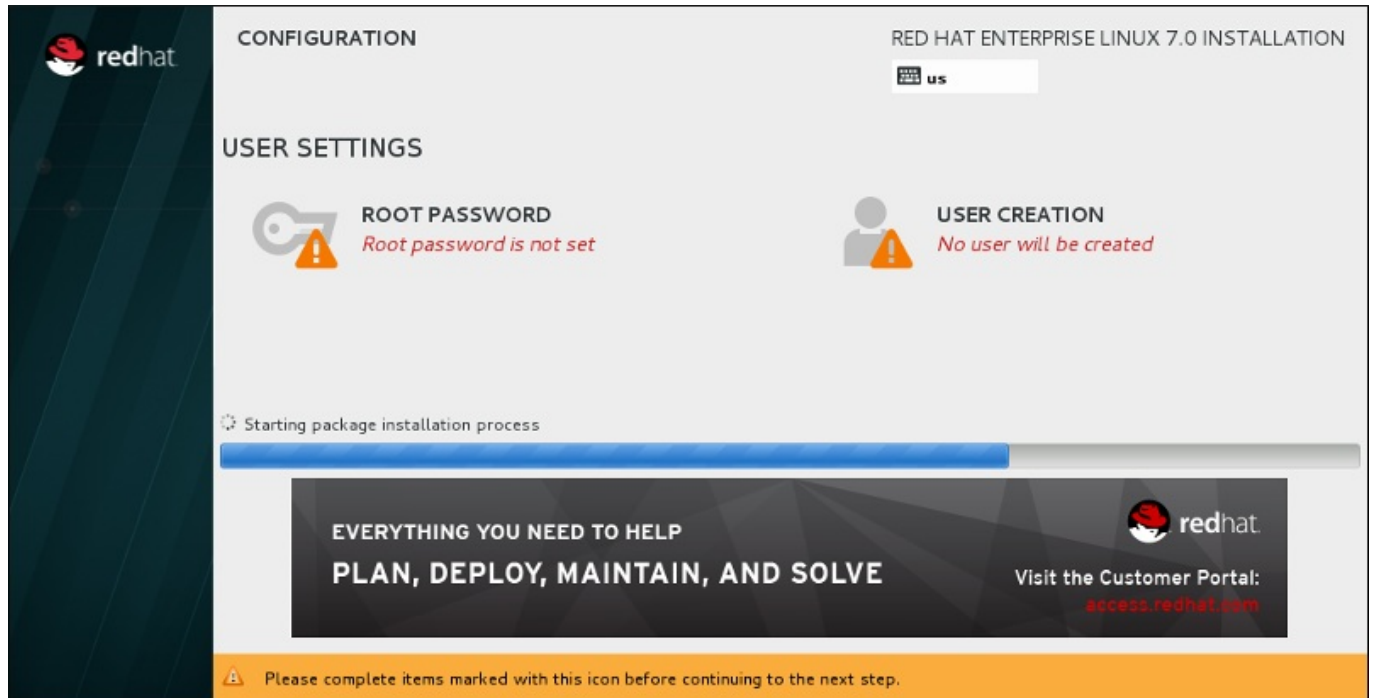 redhat.
CONFIGURATION
RED HAT ENTERPRISE LINUX 7.0 INSTALLATION
us
USER SETTINGS
ROOT PASSWORD
Root password is not set
USER CREATION
No user will be created
Starting package installation process
EVERYTHING YOU NEED TO HELP
PLAN, DEPLOY, MAINTAIN, AND SOLVE
redhat.
Visit the Customer Portal:
access.redhat.com
Please complete items marked with this icon before continuing to the next step.